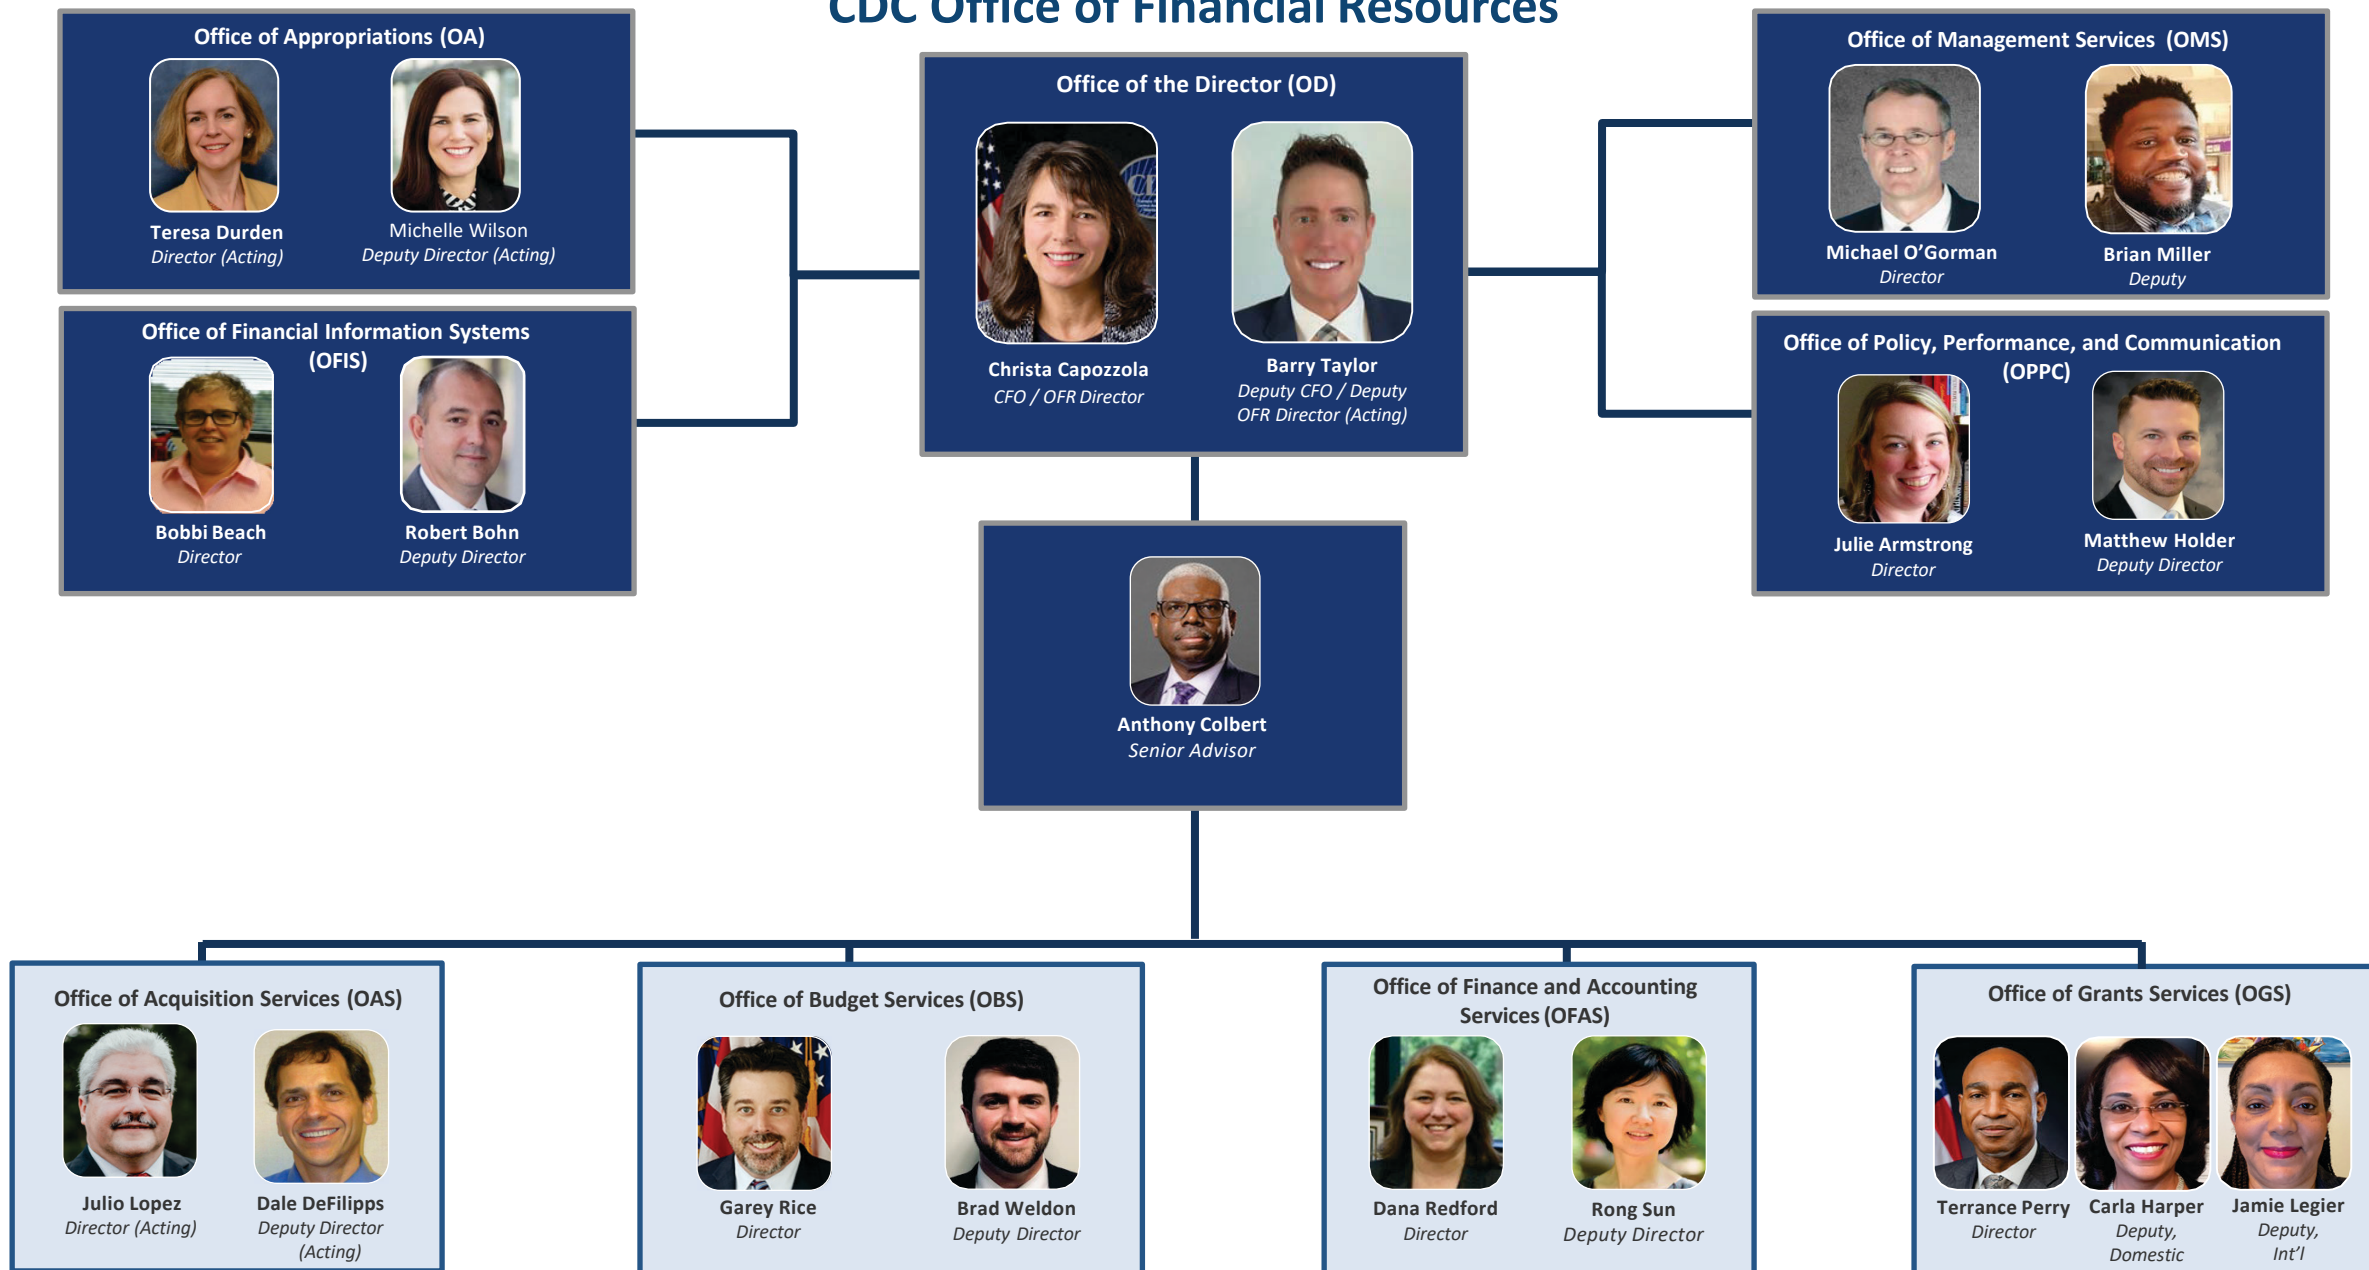 CDC Office of Financial Resources
Office of Appropriations (OA)
Teresa Durden
Director (Acting)
Michelle Wilson
Deputy Director (Acting)
Office of Financial Information Systems
(OFIS)
Bobbi Beach
Director
Robert Bohn
Deputy Director
Office of the Director (OD)
Christa Capozzola
CFO / OFR Director
Barry Taylor
Deputy CFO / Deputy
OFR Director (Acting)
Office of Management Services (OMS)
Michael O’Gorman
Director
Brian Miller
Deputy
Office of Policy, Performance, and Communication
(OPPC)
Julie Armstrong
Director
Matthew Holder
Deputy Director
Anthony Colbert
Senior Advisor
Office of Acquisition Services (OAS)
Julio Lopez
Director (Acting)
Dale DeFilipps
Deputy Director
(Acting)
Office of Budget Services (OBS)
Garey Rice
Director
Brad Weldon
Deputy Director
Office of Finance and Accounting
Services (OFAS)
Dana Redford
Director
Rong Sun
Deputy Director
Office of Grants Services (OGS)
Terrance Perry
Director
Carla Harper
Deputy,
Domestic
Jamie Legier
Deputy,
Int’l